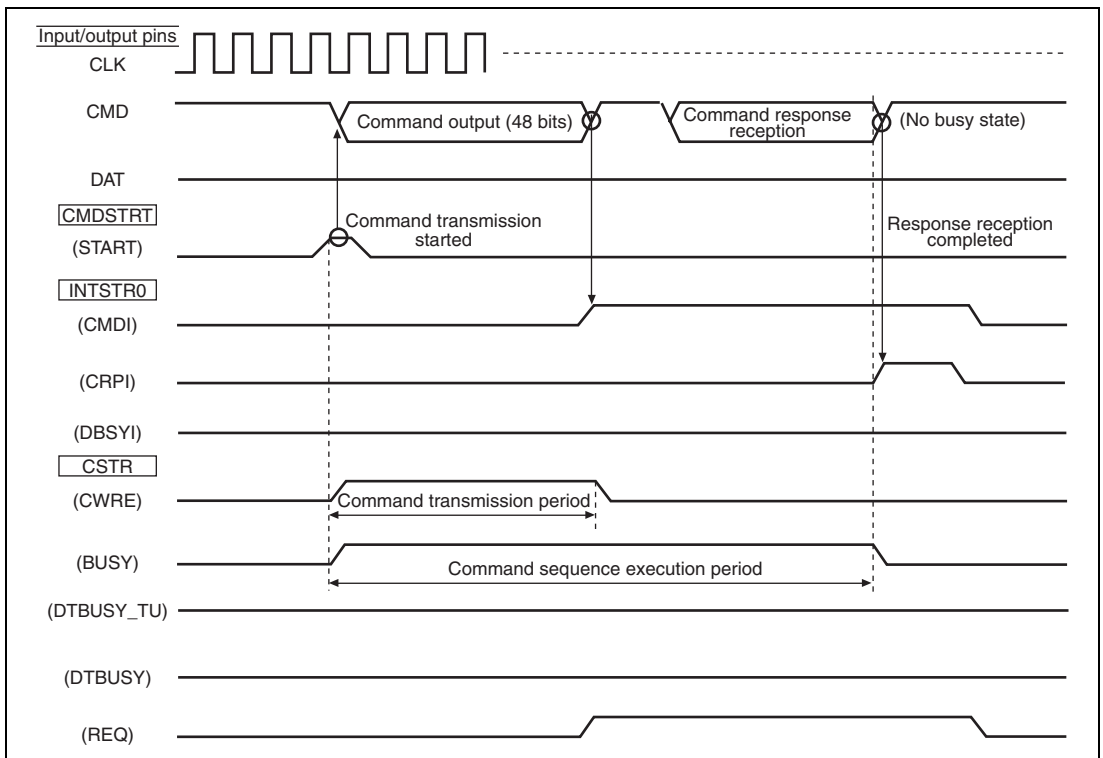 Input/output pins
CLK
CMD
Command output (48 bits)
Command response
reception
(No busy state)
DAT
CMDSTRT
(START)
Command transmission
started
Response reception
completed
INTSTR0
(CMDI)
(CRPI)
(DBSYI)
CSTR
(CWRE)
Command transmission period
(BUSY)
Command sequence execution period
(DTBUSY_TU)
(DTBUSY)
(REQ)